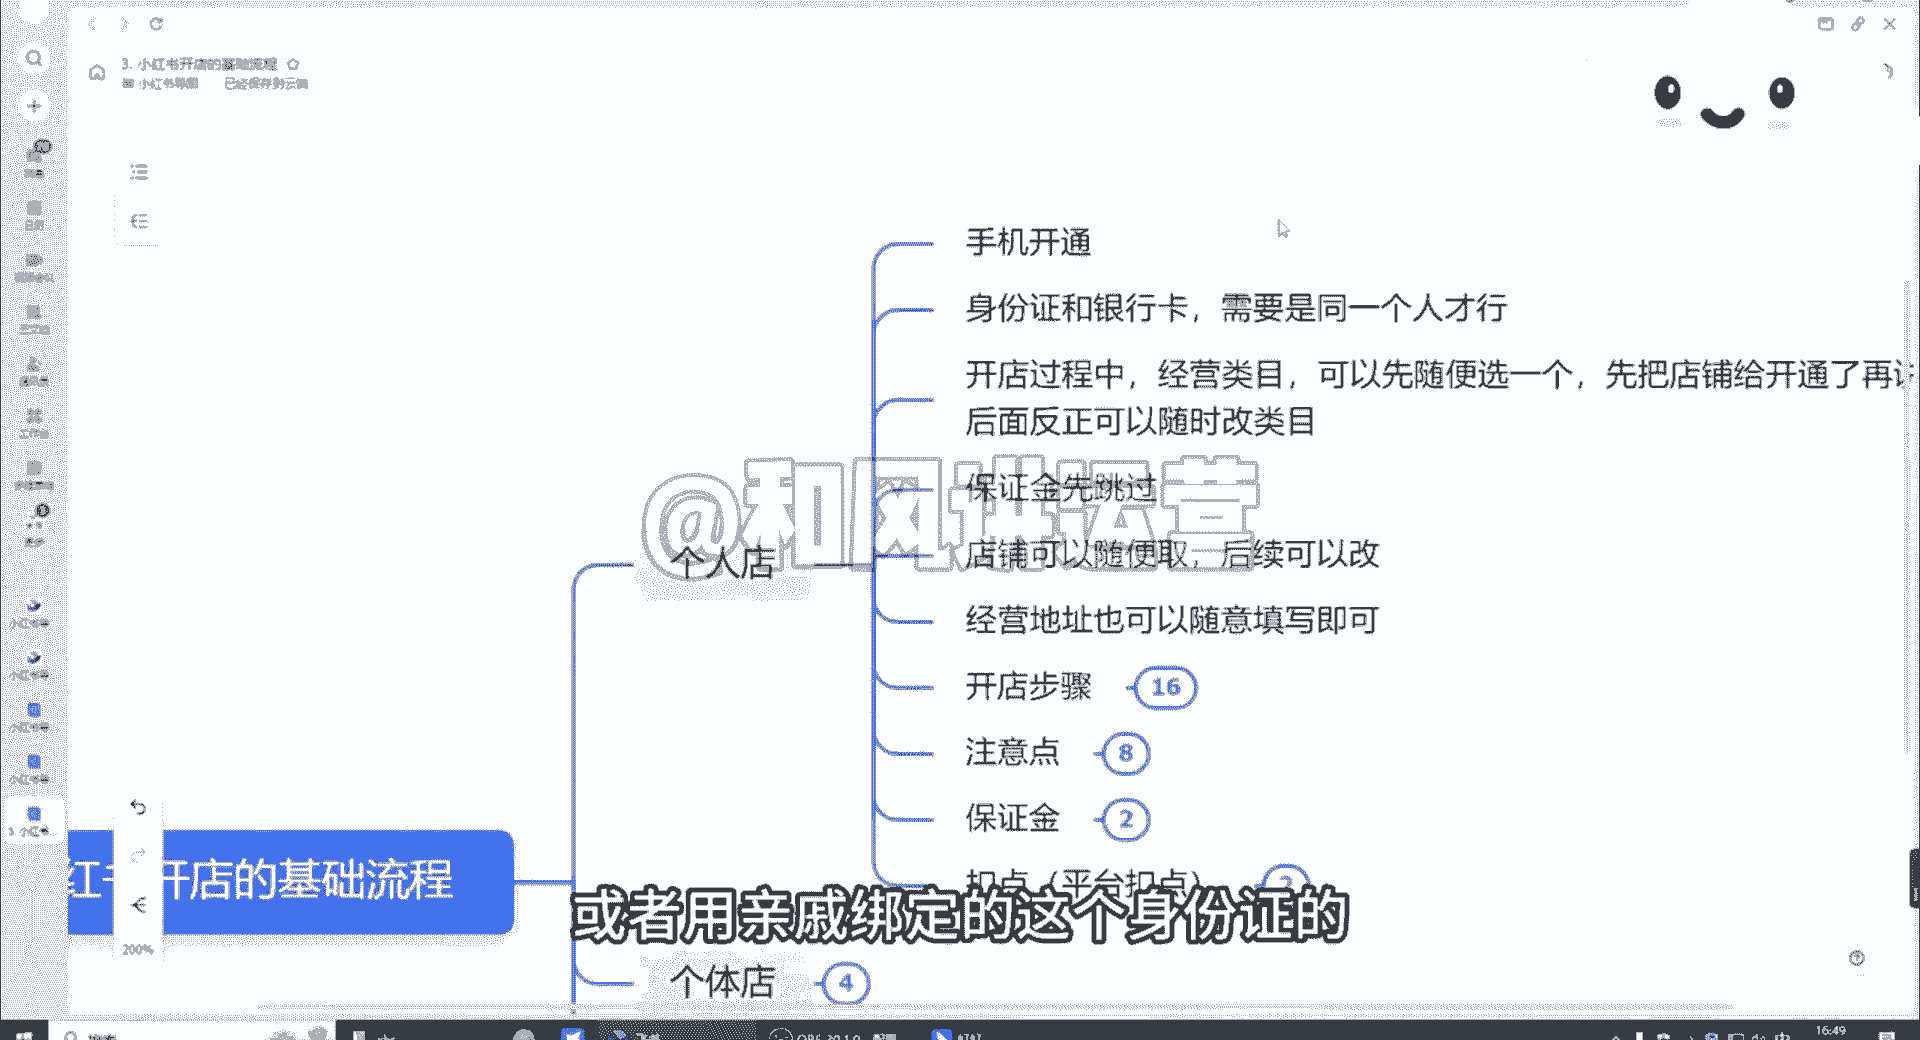 3. 小红书开店的基础流程
小红书导图 已经保存到云端
手机开通
身份证和银行卡，需要是同一个人才行
开店过程中，经营类目，可以先随便选一个，先把店铺给开通了再
后面反正可以随时改类目
保证金先跳过
@和风讲运营
个人店
店铺可以随便取，后续可以改
经营地址也可以随意填写即可
开店步骤 16
注意点 8
保证金 2
红书开店的基础流程
扣点（平台扣点） 2
或者用亲戚绑定的这个身份证的
200%
个体店 4
16:49